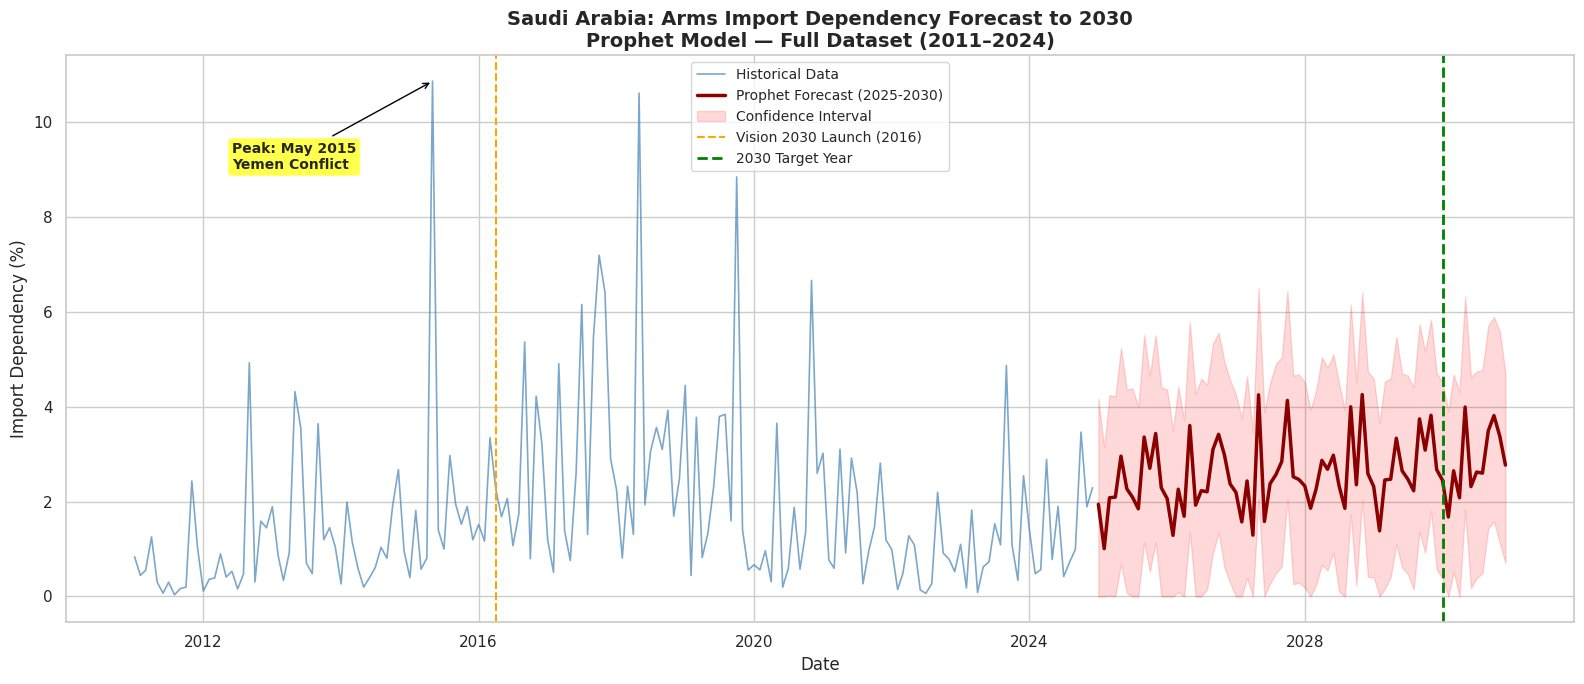 Saudi Arabia: Arms Import Dependency Forecast to 2030
Prophet Model — Full Dataset (2011–2024)
Historical Data
Prophet Forecast (2025-2030)
Confidence Interval
Vision 2030 Launch (2016)
2030 Target Year
Peak: May 2015
Yemen Conflict
Import Dependency (%)
10
8
6
4
2
0
2012
2016
2020
2024
2028
Date